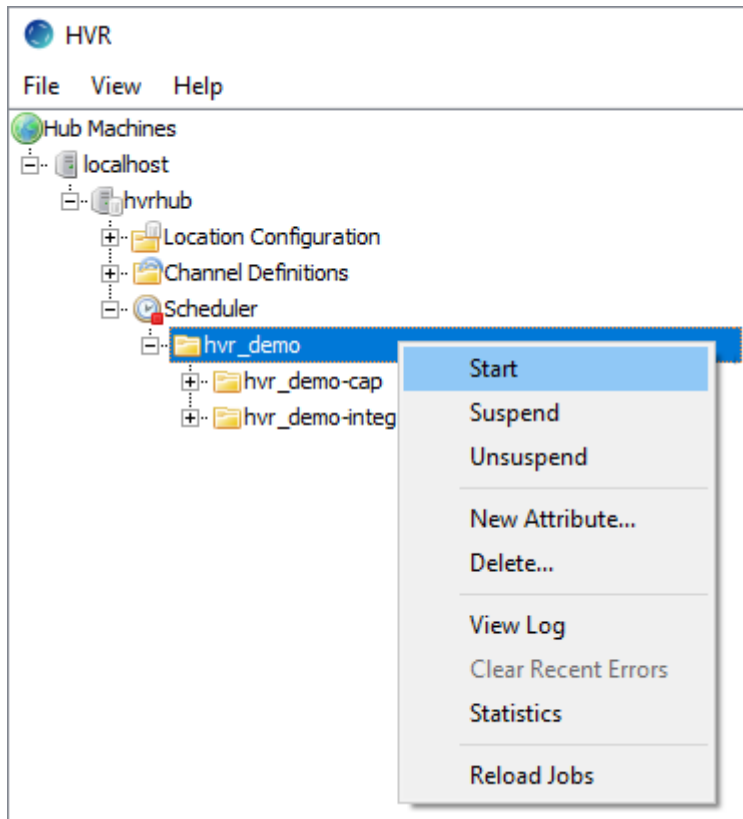 HVR
File View Help
Hub Machines
localhost
hvrhub
Location Configuration
Channel Definitions
Scheduler
hvr_demo
hvr_demo-cap
hvr_demo-integ
Start
Suspend
Unsuspend
New Attribute...
Delete...
View Log
Clear Recent Errors
Statistics
Reload Jobs